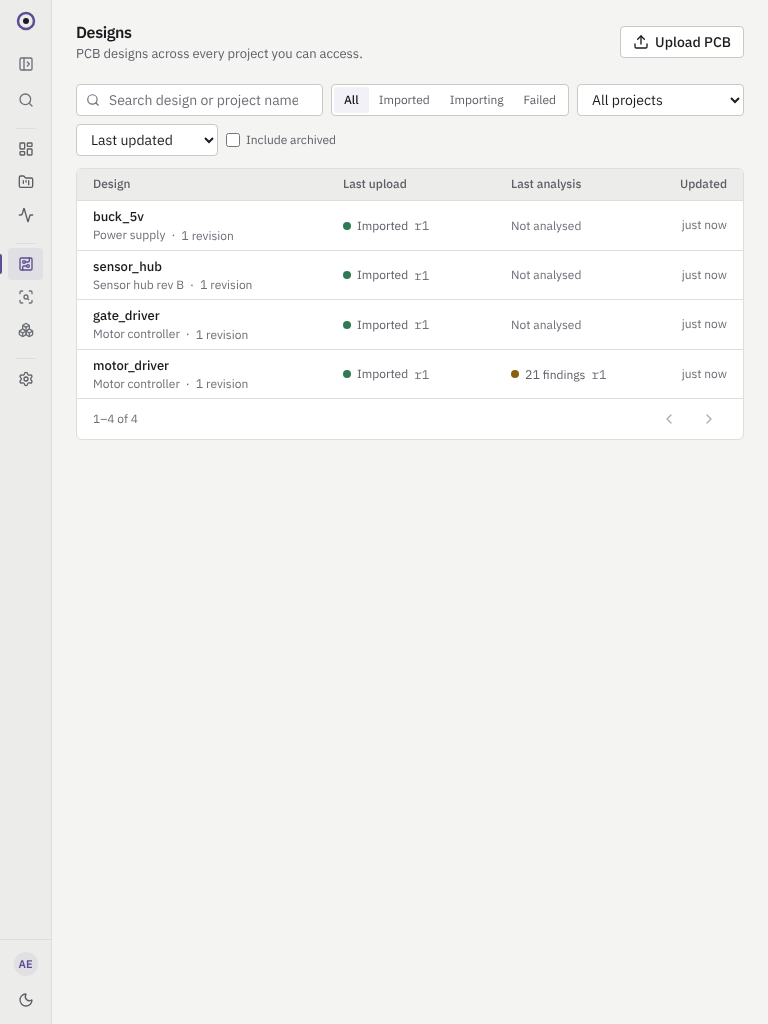 Designs
PCB designs across every project you can access.
Upload PCB
Search design or project name
All Imported Importing Failed
All projects
Last updated
Include archived
Design Last upload Last analysis Updated
buck_5v
Power supply · 1 revision
Imported r1
Not analysed
just now
sensor_hub
Sensor hub rev B · 1 revision
Imported r1
Not analysed
just now
gate_driver
Motor controller · 1 revision
Imported r1
Not analysed
just now
motor_driver
Motor controller · 1 revision
Imported r1
21 findings r1
just now
1–4 of 4
AE